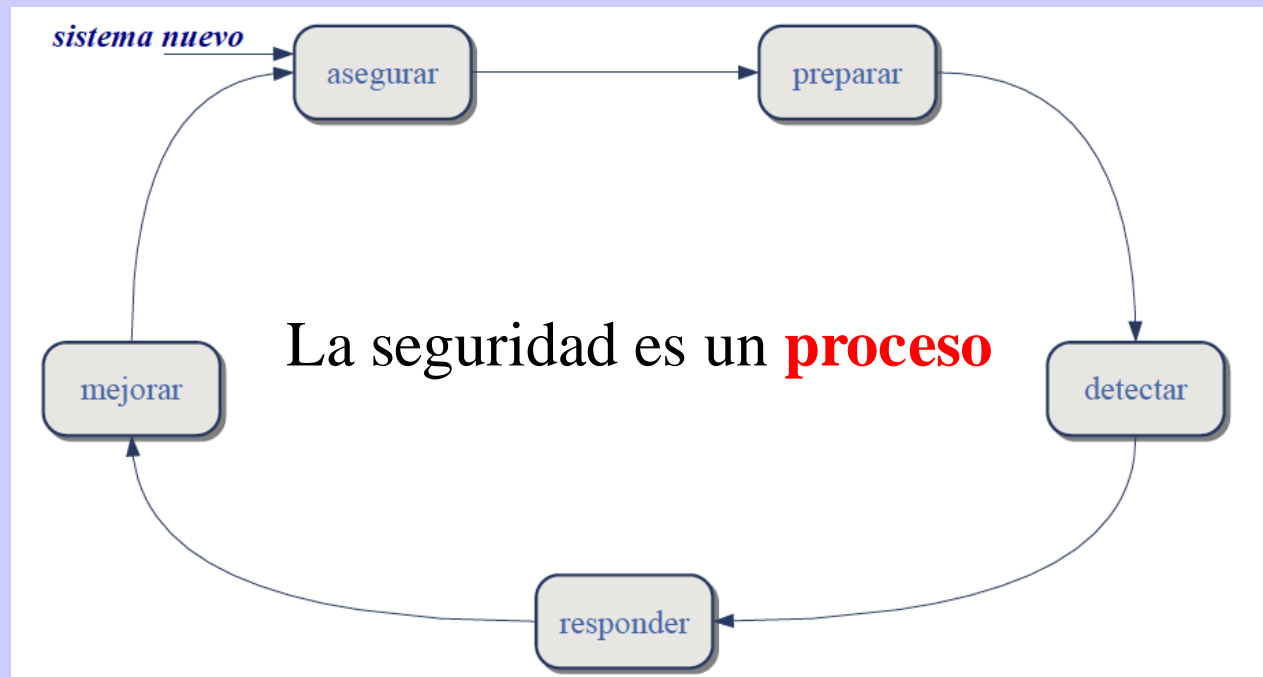 sistema nuevo
asegurar
preparar
La seguridad es un proceso
mejorar
detectar
responder